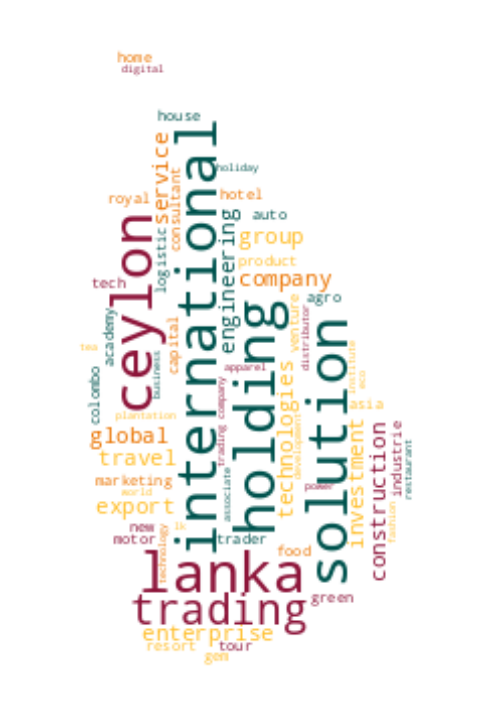 home
digital
house
international
service
holiday
consultant
royal
hotel
engineering
auto
ceylon
logistic
group
product
company
tech
holding
venture
agro
distributor
academy
capital
solution
tea
business
institute
colombo
apparel
technologies
eco
trading company
asia
plantation
development
global
investment
construction
industrie
travel
restaurant
marketing
associate
power
world
fashion
export
new
lk
technology
motor
trader
food
lanka
trading
green
enterprise
resort
tour
gem